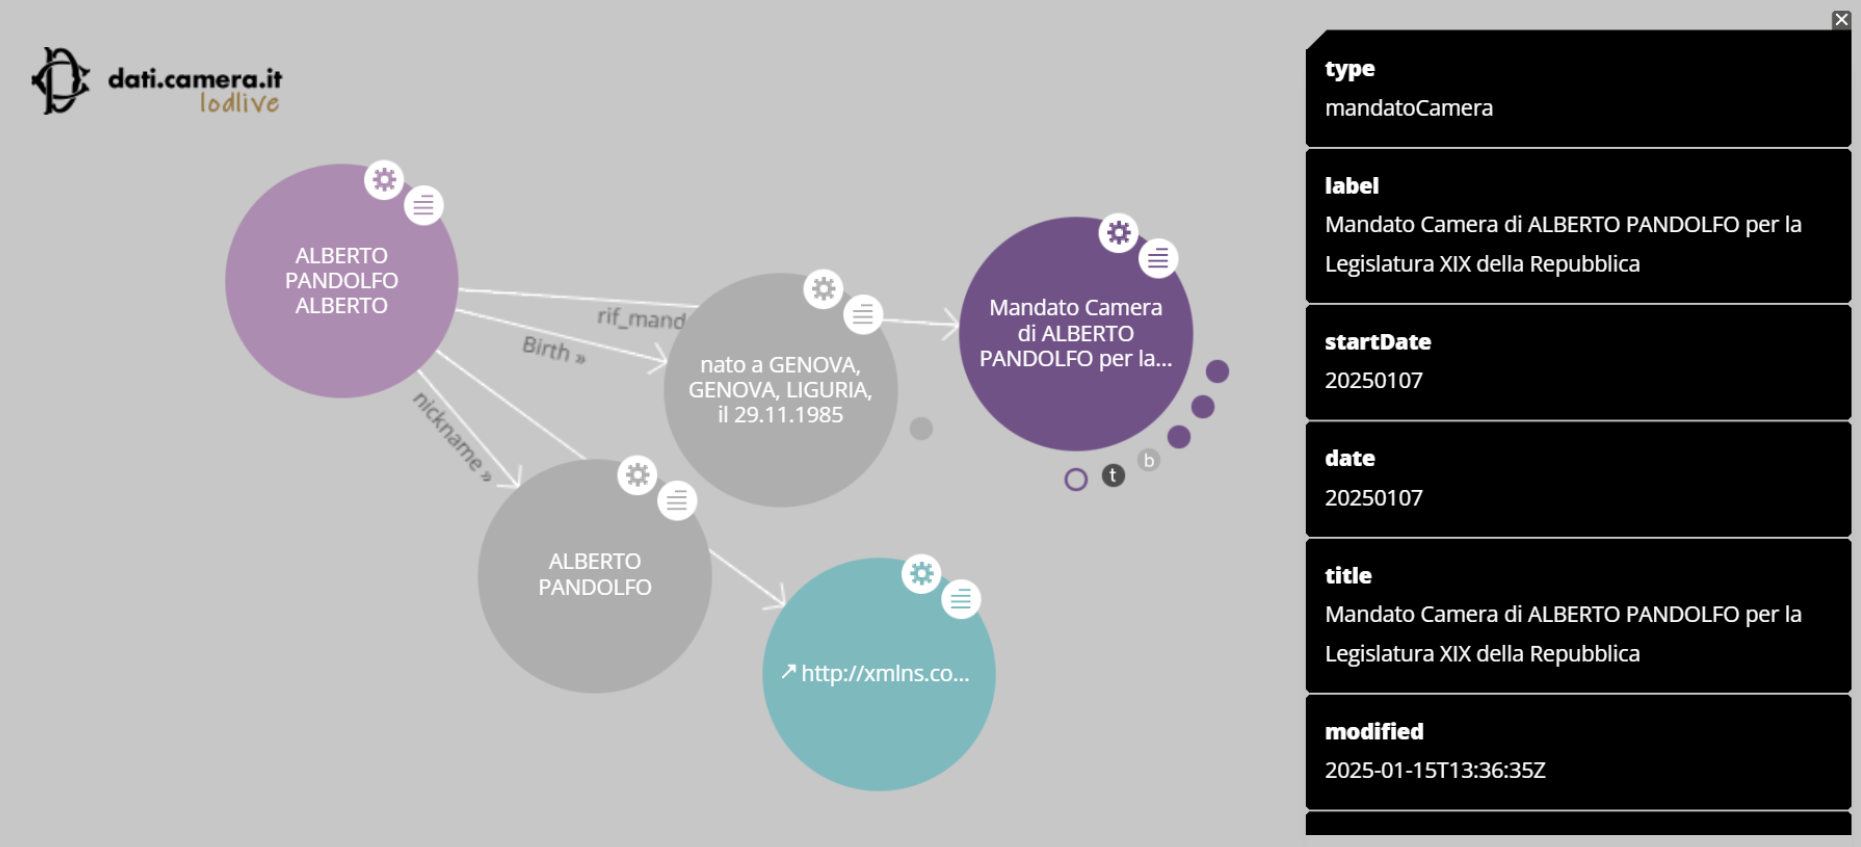 dati.camera.it
lodlive
ALBERTO
PANDOLFO
ALBERTO
rif_mand
Birth »
nickname »
nato a GENOVA,
GENOVA, LIGURIA,
il 29.11.1985
Mandato Camera
di ALBERTO
PANDOLFO per la...
t
b
ALBERTO
PANDOLFO
http://xmlns.co...
type
mandatoCamera
label
Mandato Camera di ALBERTO PANDOLFO per la
Legislatura XIX della Repubblica
startDate
20250107
date
20250107
title
Mandato Camera di ALBERTO PANDOLFO per la
Legislatura XIX della Repubblica
modified
2025-01-15T13:36:35Z